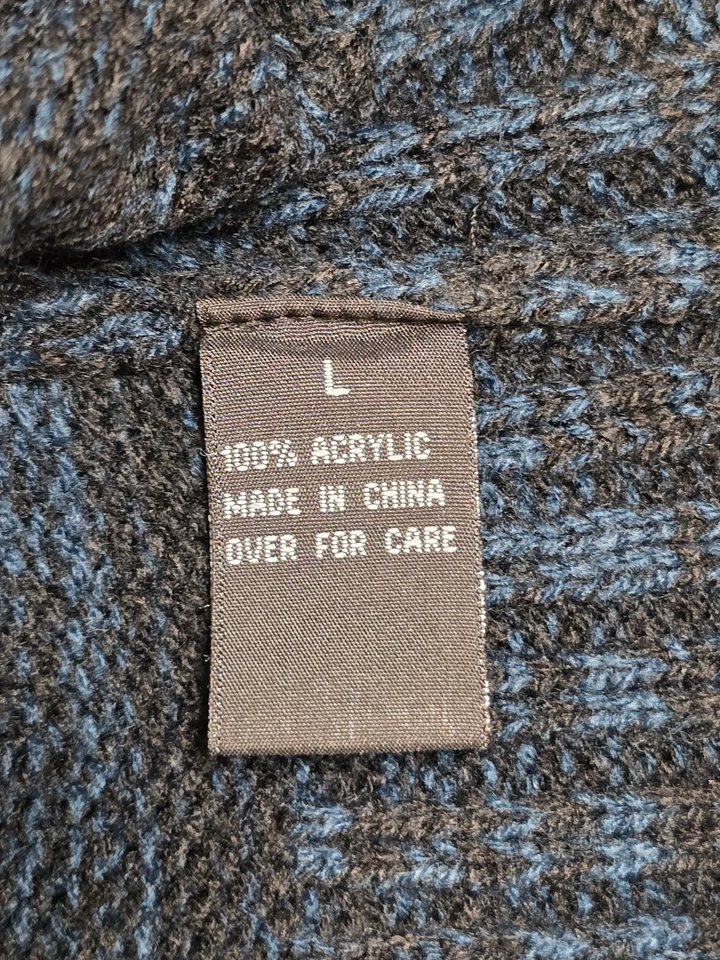 L
100% ACRYLIC
MADE IN CHINA
OVER FOR CARE